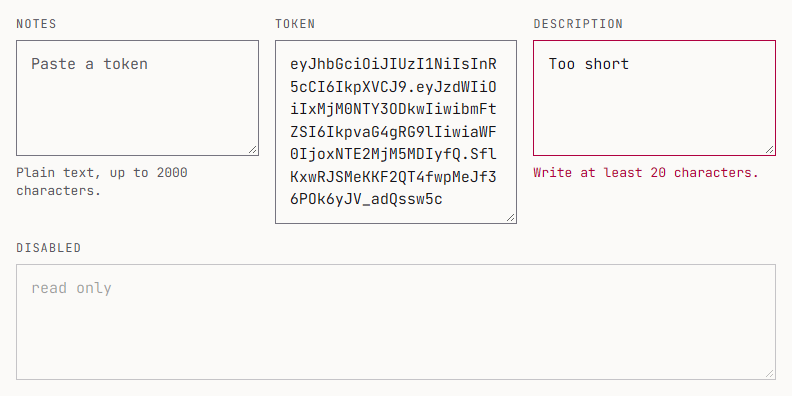 NOTES
Paste a token
Plain text, up to 2000
characters.
TOKEN
eyJhbGciOiJIUzI1NiIsInR
5cCI6IkpXVCJ9.eyJzdWIiO
iIxMjM0NTY3ODkwIiwibmFt
ZSI6IkpvaG4gRG9lIiwiaWF
0IjoxNTE2MjM5MDIyfQ.Sfl
KxwRJSMeKKF2QT4fwpMeJf3
6POk6yJV_adQssw5c
DESCRIPTION
Too short
Write at least 20 characters.
DISABLED
read only